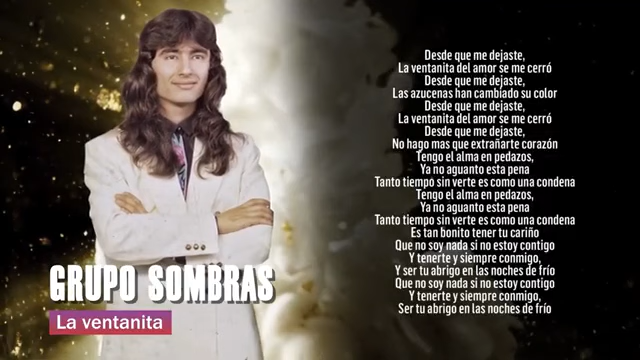 Desde que me dejaste,
La ventanita del amor se me cerró
Desde que me dejaste,
Las azucenas han cambiado su color
Desde que me dejaste,
La ventanita del amor se me cerró
Desde que me dejaste,
No hago mas que extrañarte corazón
Tengo el alma en pedazos,
Ya no aguanto esta pena
Tanto tiempo sin verte es como una condena
Tengo el alma en pedazos,
Ya no aguanto esta pena
Tanto tiempo sin verte es como una condena
Es tan bonito tener tu cariño
Que no soy nada si no estoy contigo
Y tenerte y siempre conmigo,
Y ser tu abrigo en las noches de frío
Que no soy nada si no estoy contigo
Y tenerte y siempre conmigo,
Ser tu abrigo en las noches de frío
GRUPO SOMBRAS
La ventanita